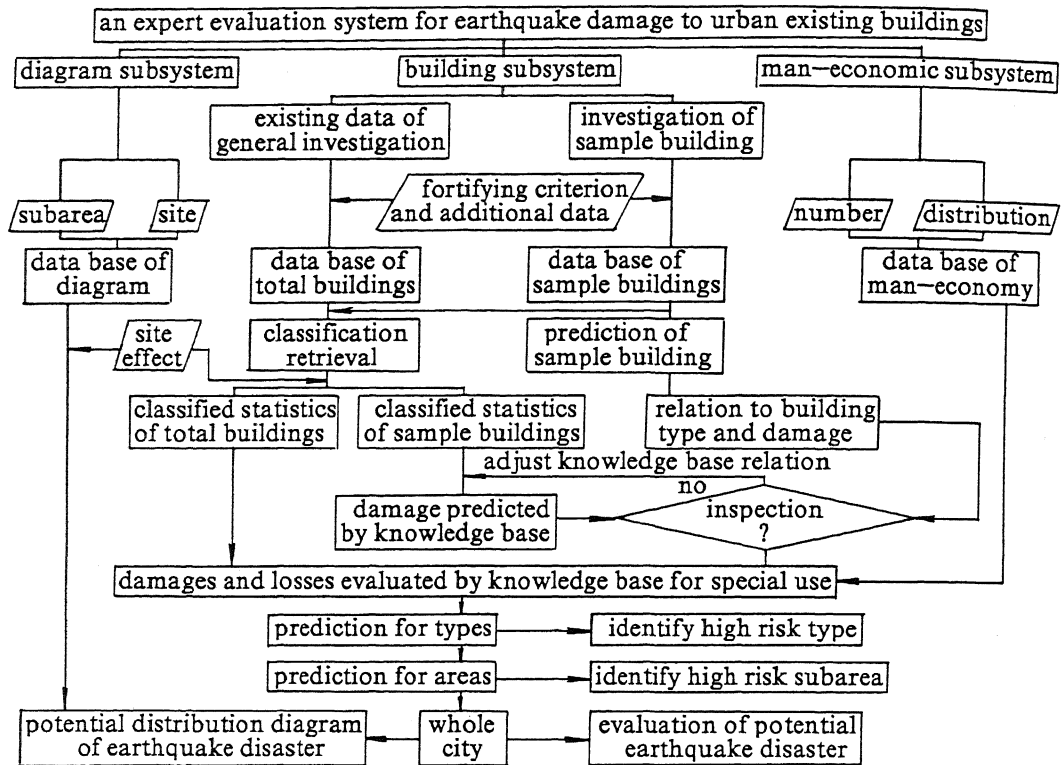 an expert evaluation system for earthquake damage to urban existing buildings
diagram subsystem
building subsystem
man-economic subsystem
existing data of
general investigation
investigation of
sample building
fortifying criterion
and additional data
subarea
site
number
distribution
data base of
diagram
data base of
total buildings
data base of
sample buildings
data base of
man-economy
site
effect
classification
retrieval
prediction of
sample building
classified statistics
of total buildings
classified statistics
of sample buildings
relation to building
type and damage
adjust knowledge base relation
no
damage predicted
by knowledge base
inspection
?
damages and losses evaluated by knowledge base for special use
prediction for types
identify high risk type
prediction for areas
identify high risk subarea
potential distribution diagram
of earthquake disaster
whole
city
evaluation of potential
earthquake disaster